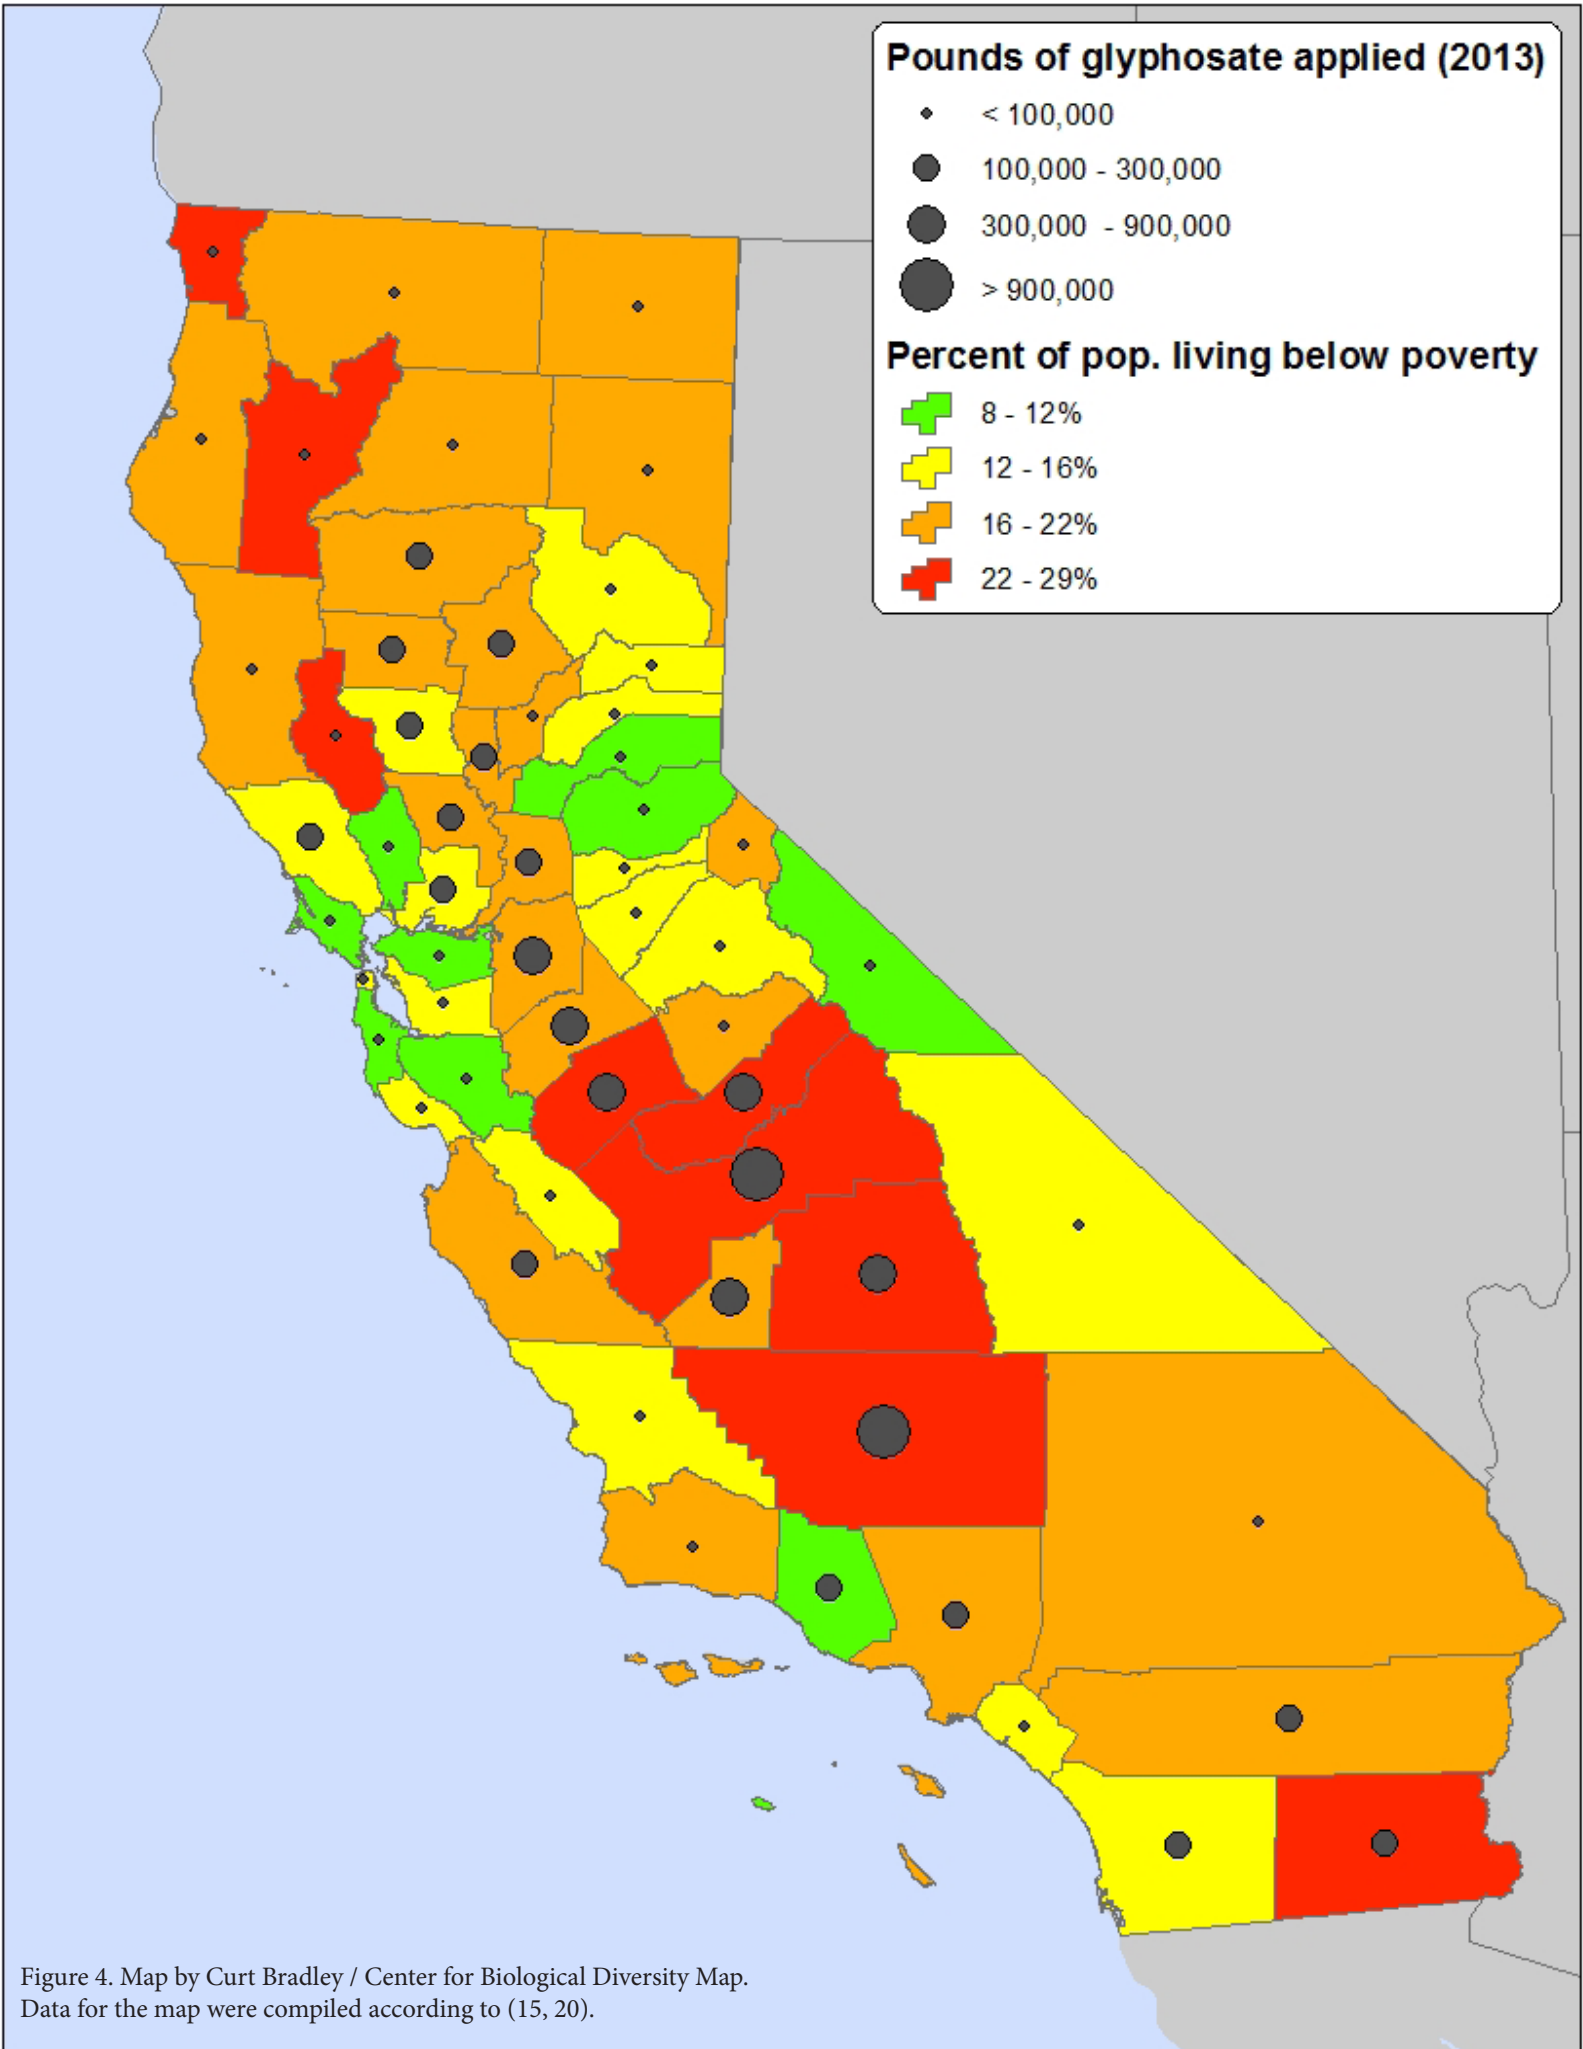 Pounds of glyphosate applied (2013)
< 100,000
100,000 - 300,000
300,000 - 900,000
> 900,000
Percent of pop. living below poverty
8 - 12%
12 - 16%
16 - 22%
22 - 29%
Figure 4. Map by Curt Bradley / Center for Biological Diversity Map.
Data for the map were compiled according to (15, 20).